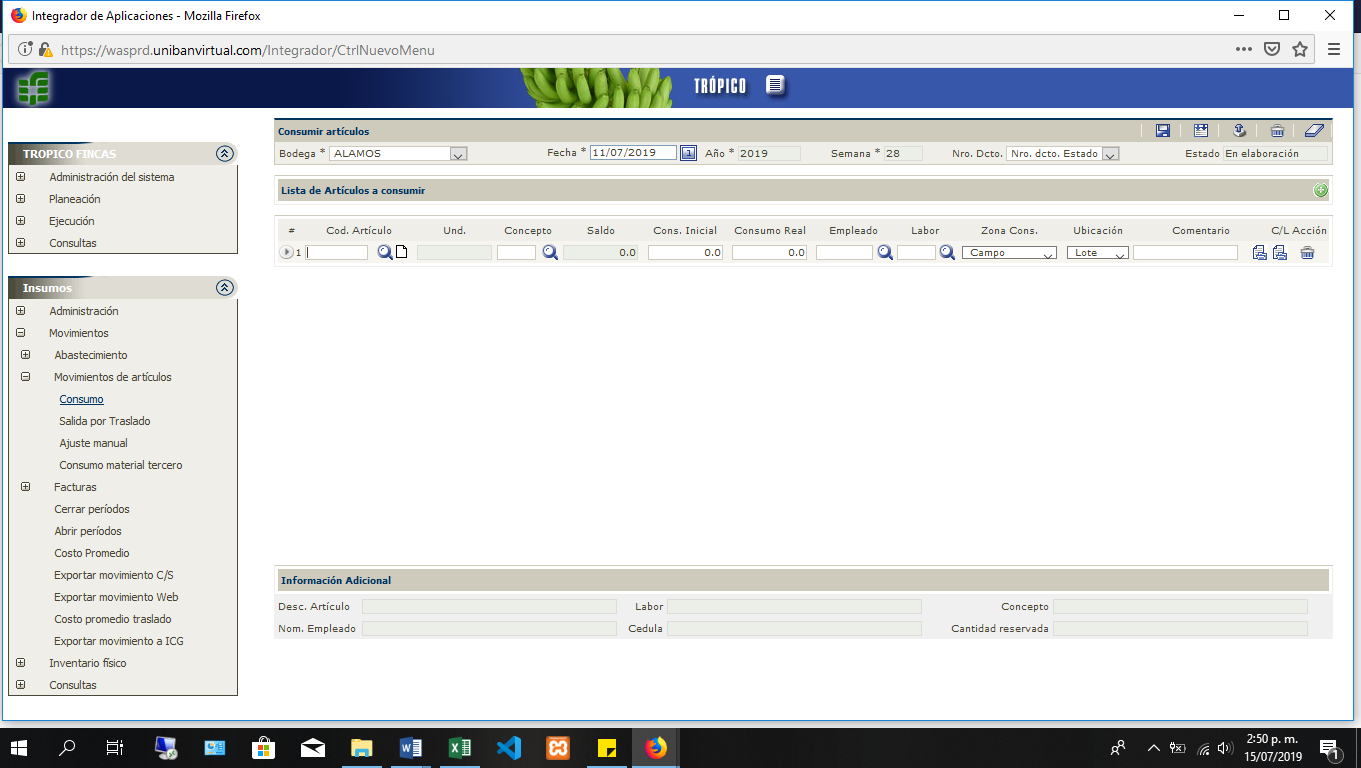 Integrador de Aplicaciones - Mozilla Firefox
https://wasprd.unibanvirtual.com/Integrador/CtrlNuevoMenu
TRÓPICO
TROPICO FINCAS
Administración del sistema
Planeación
Ejecución
Consultas
Insumos
Administración
Movimientos
Abastecimiento
Movimientos de artículos
Consumo
Salida por Traslado
Ajuste manual
Consumo material tercero
Facturas
Cerrar períodos
Abrir períodos
Costo Promedio
Exportar movimiento C/S
Exportar movimiento Web
Costo promedio traslado
Exportar movimiento a ICG
Inventario físico
Consultas
Consumir artículos
Bodega * ALAMOS Fecha * 11/07/2019 1 Año * 2019 Semana * 28 Nro. Dcto. Nro. dcto. Estado Estado En elaboración
Lista de Artículos a consumir
# Cod. Artículo Und. Concepto Saldo Cons. Inicial Consumo Real Empleado Labor Zona Cons. Ubicación Comentario C/L Acción
1 0.0 0.0 0.0 Campo Lote
Información Adicional
Desc. Artículo Labor Concepto
Nom. Empleado Cedula Cantidad reservada
2:50 p. m.
15/07/2019
1